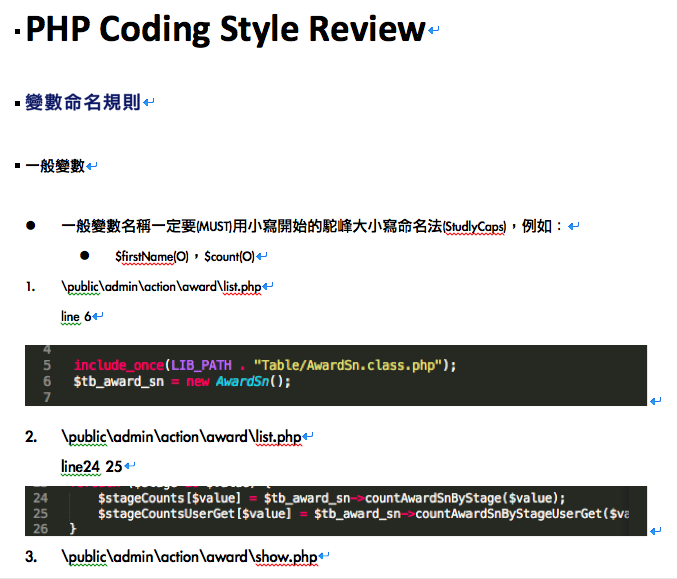 PHP Coding Style Review
變數命名規則
一般變數
一般變數名稱一定要(MUST)用小寫開始的駝峰大小寫命名法(StudlyCaps)，例如：
$firstName(O)，$count(O)
1. \public\admin\action\award\list.php
line 6
4
5 include_once(LIB_PATH . "Table/AwardSn.class.php");
6 $tb_award_sn = new AwardSn();
7
2. \public\admin\action\award\list.php
line24 25
24 $stageCounts[$value] = $tb_award_sn->countAwardSnByStage($value);
25 $stageCountsUserGet[$value] = $tb_award_sn->countAwardSnByStageUserGet($va
26 }
3. \public\admin\action\award\show.php